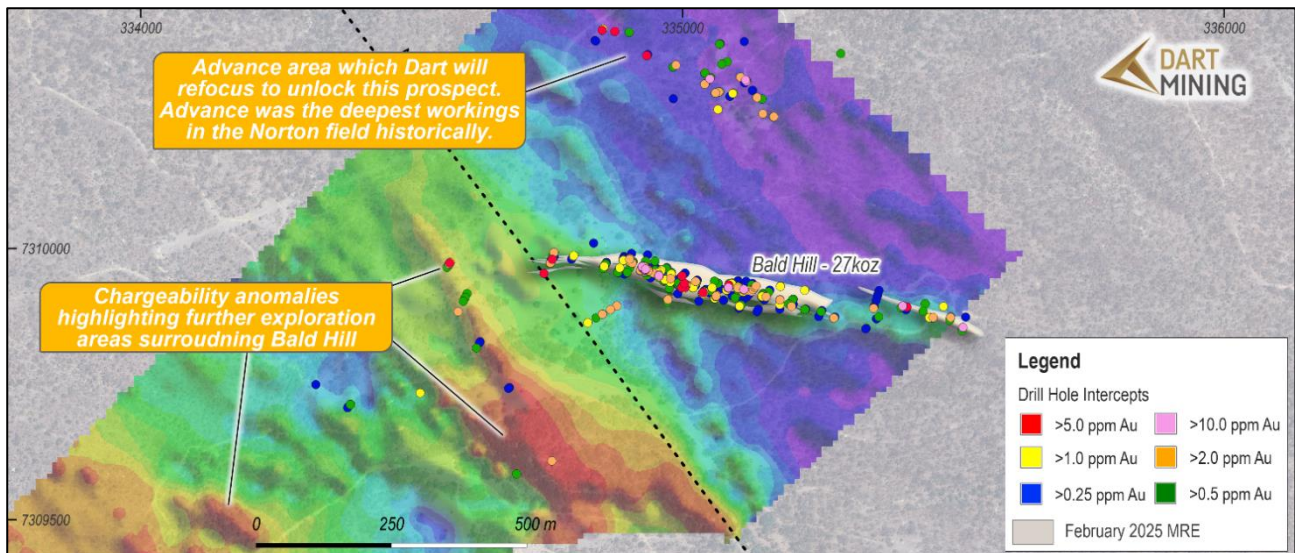 334000
335000
336000
Advance area which Dart will
refocus to unlock this prospect.
Advance was the deepest workings
in the Norton field historically.
DART
MINING
7310000
Bald Hill - 27koz
Chargeability anomalies
highlighting further exploration
areas surroudning Bald Hill
Legend
Drill Hole Intercepts
>5.0 ppm Au
>10.0 ppm Au
>1.0 ppm Au
>2.0 ppm Au
>0.25 ppm Au
>0.5 ppm Au
February 2025 MRE
7309500
0
250
500 m